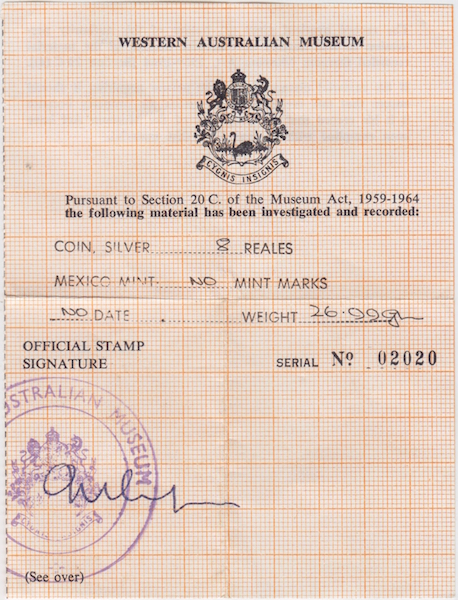 WESTERN AUSTRALIAN MUSEUM
CYGNIS INSIGNIS
Pursuant to Section 20 C. of the Museum Act, 1959-1964
the following material has been investigated and recorded:
COIN, SILVER 8 REALES
MEXICO MINT NO MINT MARKS
NO DATE WEIGHT
OFFICIAL STAMP
SIGNATURE
SERIAL No 02020
AUSTRALIAN MUSEUM
CYGNIS INSIGNIS
(See over)